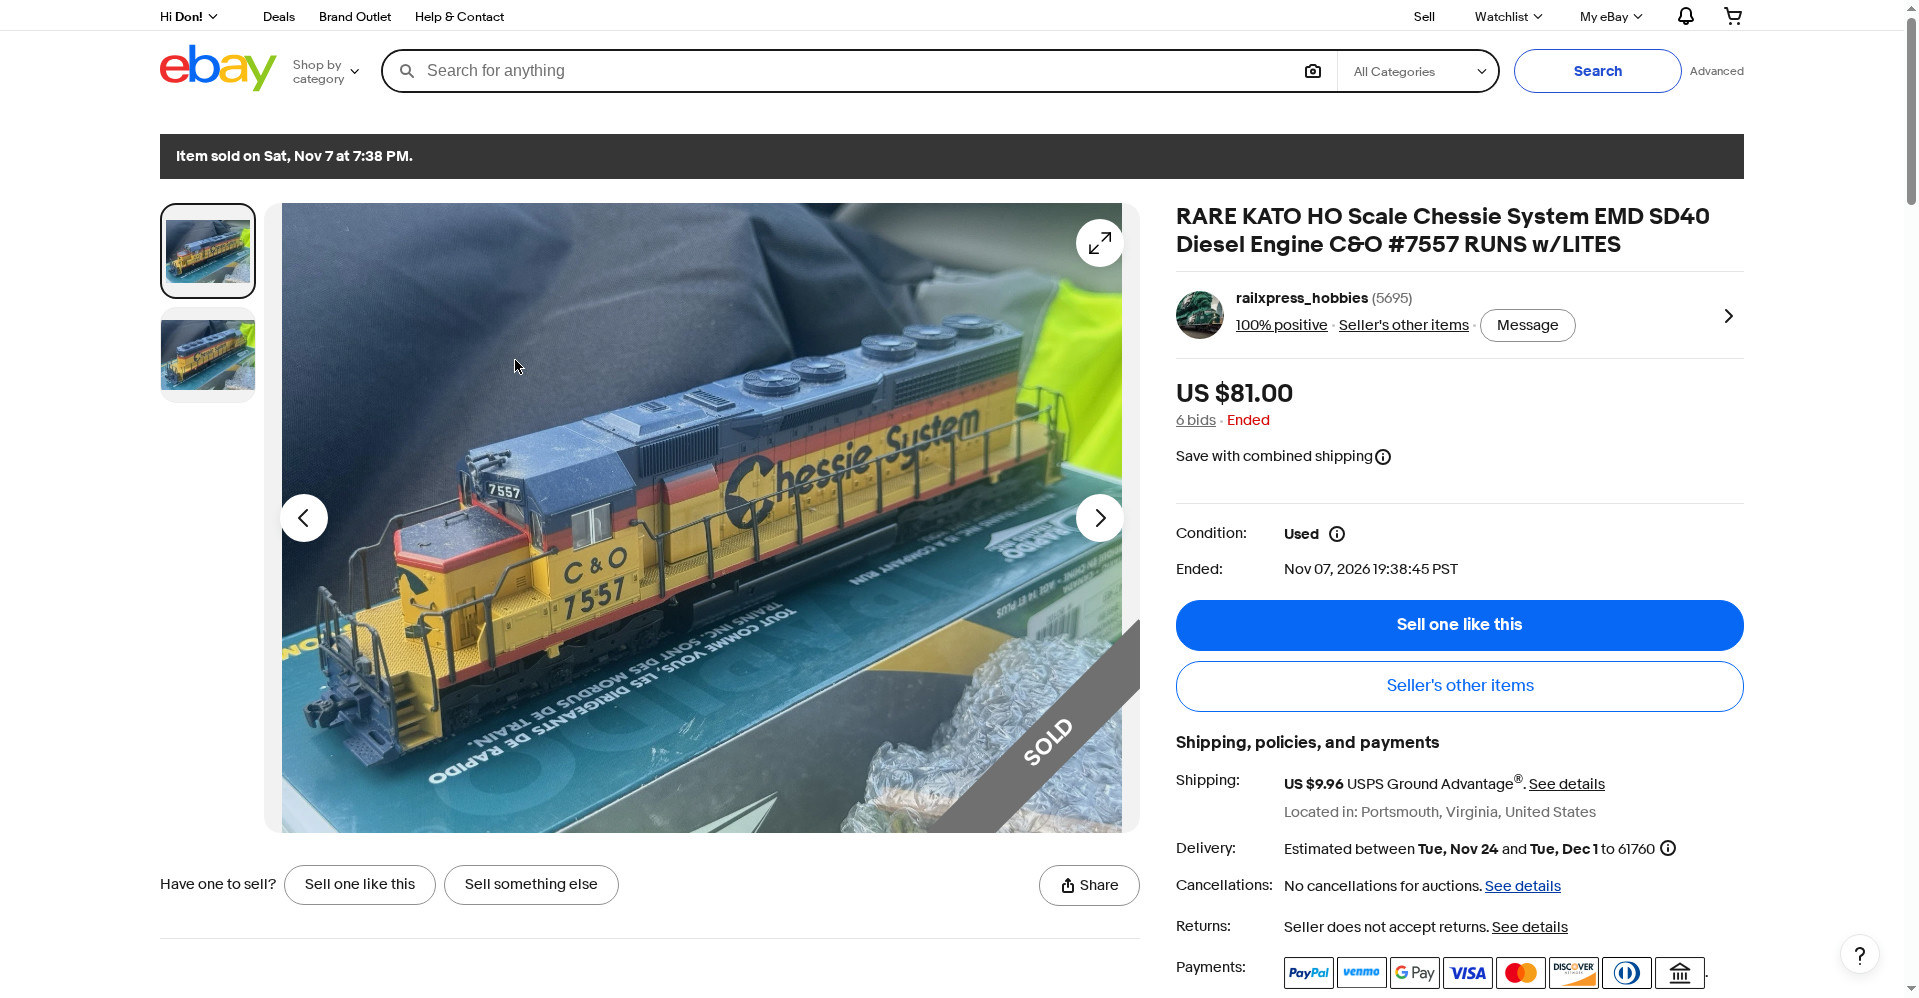 Hi Don!
Deals
Brand Outlet
Help & Contact
Sell
Watchlist
My eBay
ebay
Shop by category
Search for anything
All Categories
Search
Advanced
Item sold on Sat, Nov 7 at 7:38 PM.
7557
C & O
7557
Chessie System
TOUT COMME VOUS, LES DIRIGEANTS DE RAPIDO
TRAINS INC. SONT DES MORDUS DE TRAIN.
SOLD
Have one to sell?
Sell one like this
Sell something else
Share
RARE KATO HO Scale Chessie System EMD SD40
Diesel Engine C&O #7557 RUNS w/LITES
railxpress_hobbies (5695)
100% positive · Seller's other items · Message
US $81.00
6 bids · Ended
Save with combined shipping
Condition: Used
Ended: Nov 07, 2026 19:38:45 PST
Sell one like this
Seller's other items
Shipping, policies, and payments
Shipping: US $9.96 USPS Ground Advantage®. See details
Located in: Portsmouth, Virginia, United States
Delivery: Estimated between Tue, Nov 24 and Tue, Dec 1 to 61760
Cancellations: No cancellations for auctions. See details
Returns: Seller does not accept returns. See details
Payments: PayPal venmo G Pay VISA DISCOVER
?